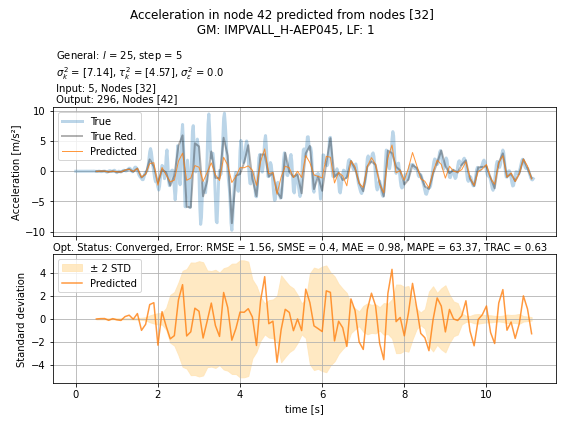 Acceleration in node 42 predicted from nodes [32]
GM: IMPVALL_H-AEP045, LF: 1
General: l = 25, step = 5
σ²ₖ = [7.14], τ²ₖ = [4.57], σ²ₑ = 0.0
Input: 5, Nodes [32]
Output: 296, Nodes [42]
10
5
0
−5
−10
Acceleration [m/s²]
True
True Red.
Predicted
Opt. Status: Converged, Error: RMSE = 1.56, SMSE = 0.4, MAE = 0.98, MAPE = 63.37, TRAC = 0.63
4
2
0
−2
−4
Standard deviation
± 2 STD
Predicted
0 2 4 6 8 10
time [s]